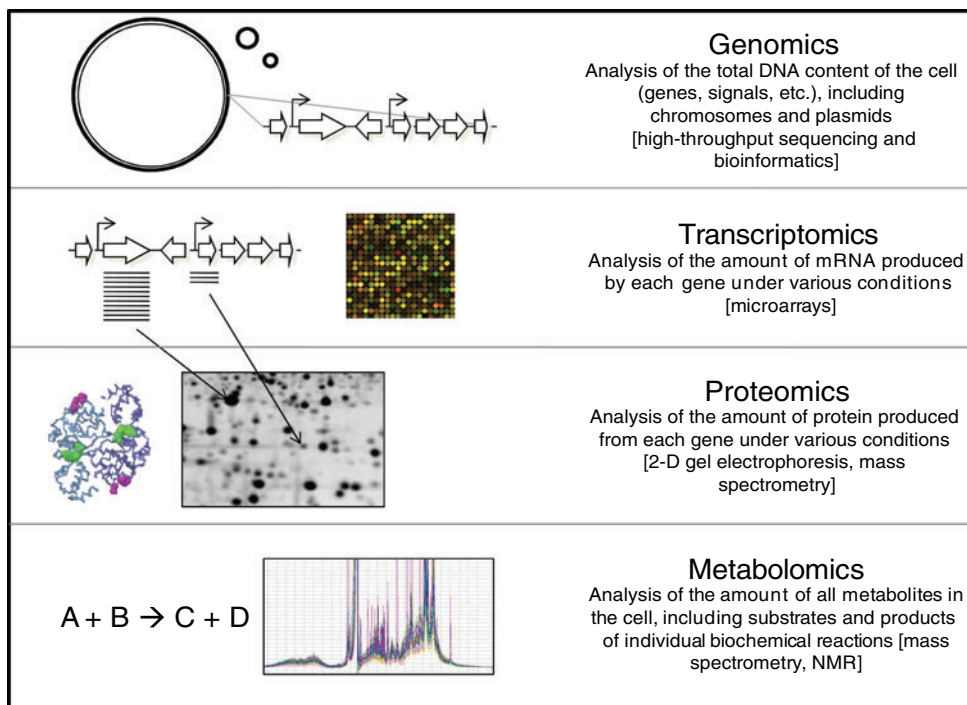 Genomics
Analysis of the total DNA content of the cell
(genes, signals, etc.), including
chromosomes and plasmids
[high-throughput sequencing and
bioinformatics]
Transcriptomics
Analysis of the amount of mRNA produced
by each gene under various conditions
[microarrays]
Proteomics
Analysis of the amount of protein produced
from each gene under various conditions
[2-D gel electrophoresis, mass
spectrometry]
A + B → C + D
Metabolomics
Analysis of the amount of all metabolites in
the cell, including substrates and products
of individual biochemical reactions [mass
spectrometry, NMR]